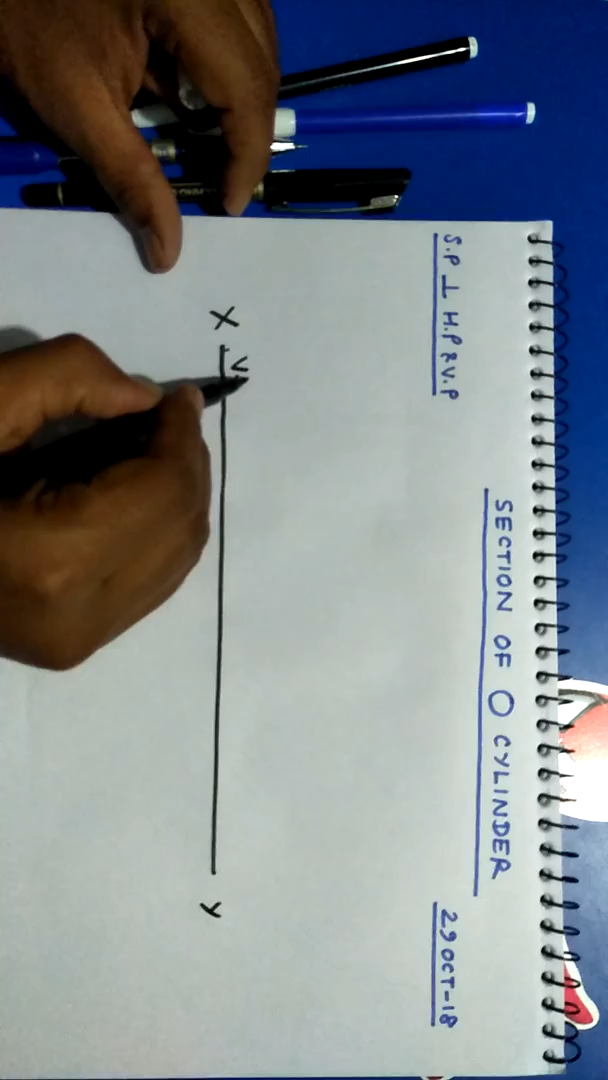 SECTION OF O CYLINDER
S.P ⊥ H.P & V.P
29 OCT-18
X
V
Y